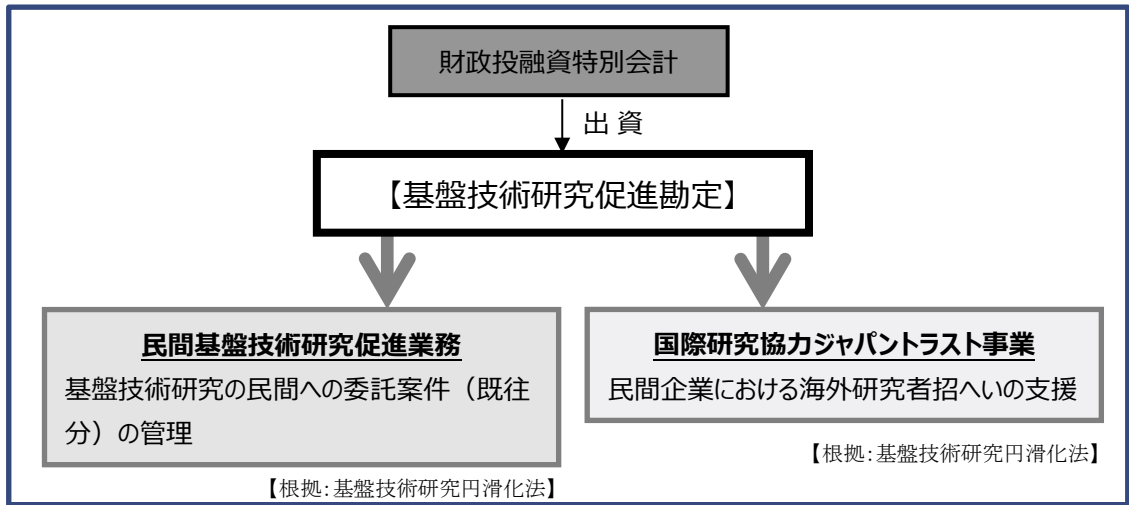 財政投融資特別会計
出 資
【基盤技術研究促進勘定】
民間基盤技術研究促進業務
基盤技術研究の民間への委託案件（既往
分）の管理
【根拠：基盤技術研究円滑化法】
国際研究協力ジャパントラスト事業
民間企業における海外研究者招へいの支援
【根拠：基盤技術研究円滑化法】